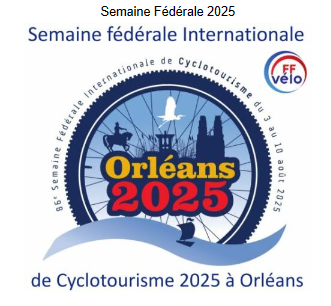 Semaine Fédérale 2025
Semaine fédérale Internationale
FF
vélo
86e Semaine Fédérale Internationale de Cyclotourisme du 3 au 10 août 2025
Orléans
2025
de Cyclotourisme 2025 à Orléans